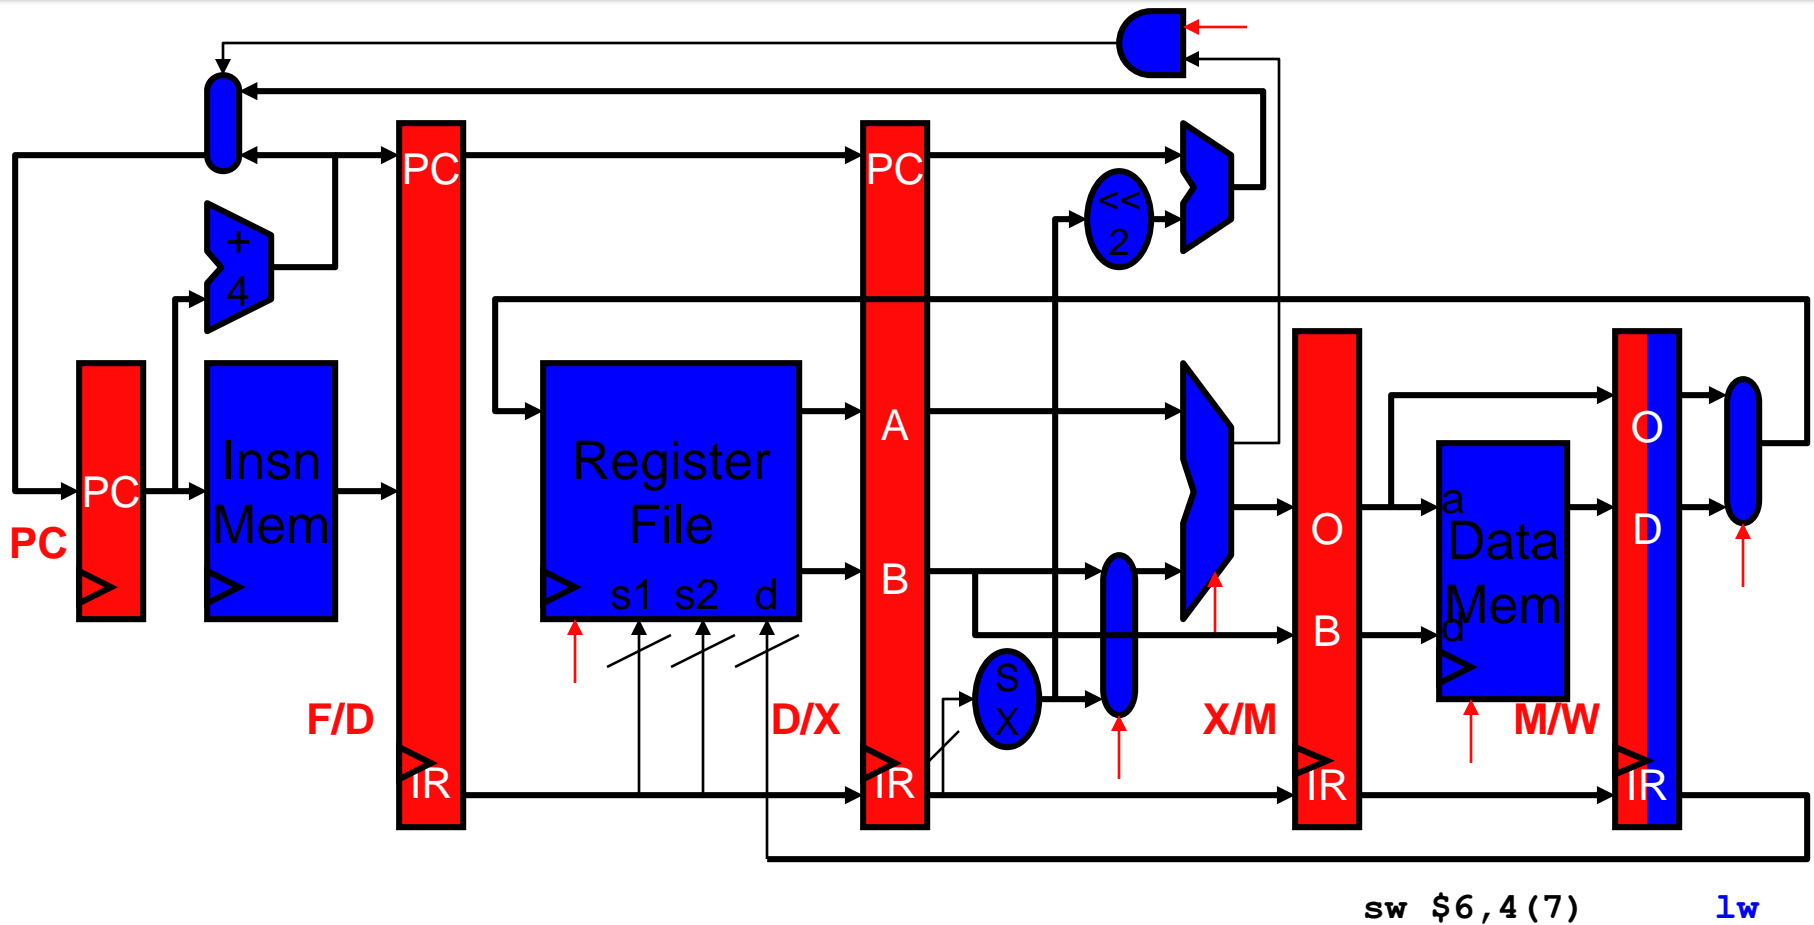 <<
2
PC
PC
+
4
Insn
Mem
PC
PC
Register
File
s1 s2 d
A
B
S
X
O
B
a
Data
Mem
d
O
D
F/D
D/X
X/M
M/W
IR
IR
IR
IR
sw $6,4(7)
lw